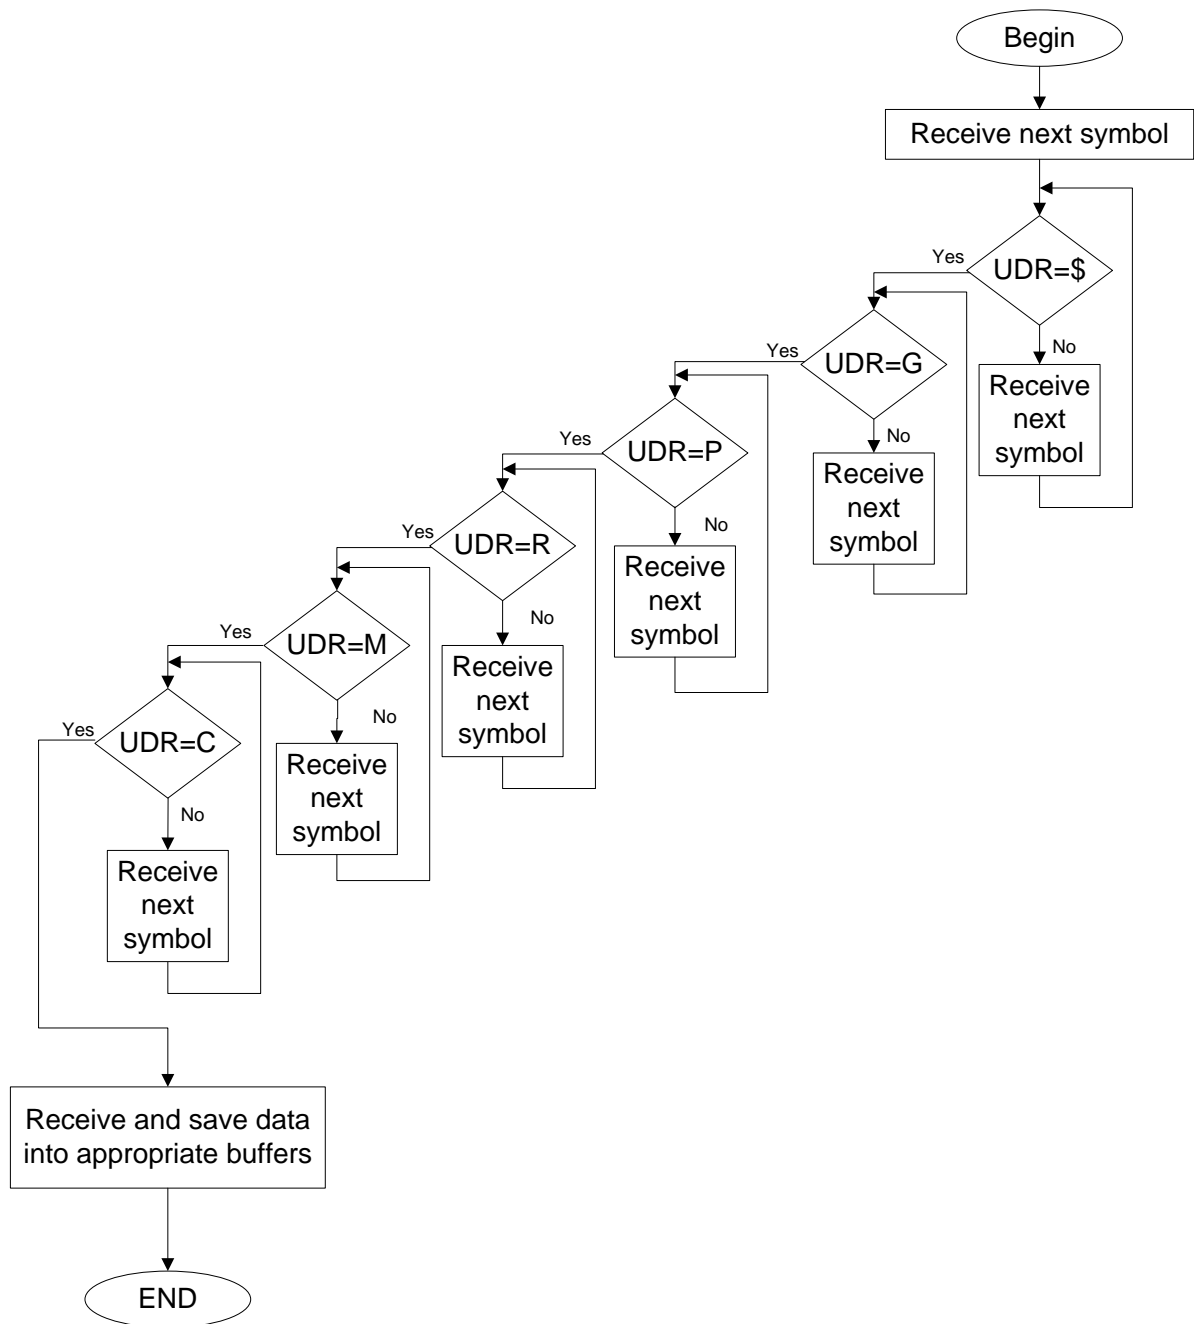 Begin
Receive next symbol
UDR=$
Yes
No
Receive
next
symbol
UDR=G
Yes
No
Receive
next
symbol
UDR=P
Yes
No
Receive
next
symbol
UDR=R
Yes
No
Receive
next
symbol
UDR=M
Yes
No
Receive
next
symbol
UDR=C
Yes
No
Receive
next
symbol
Receive and save data
into appropriate buffers
END